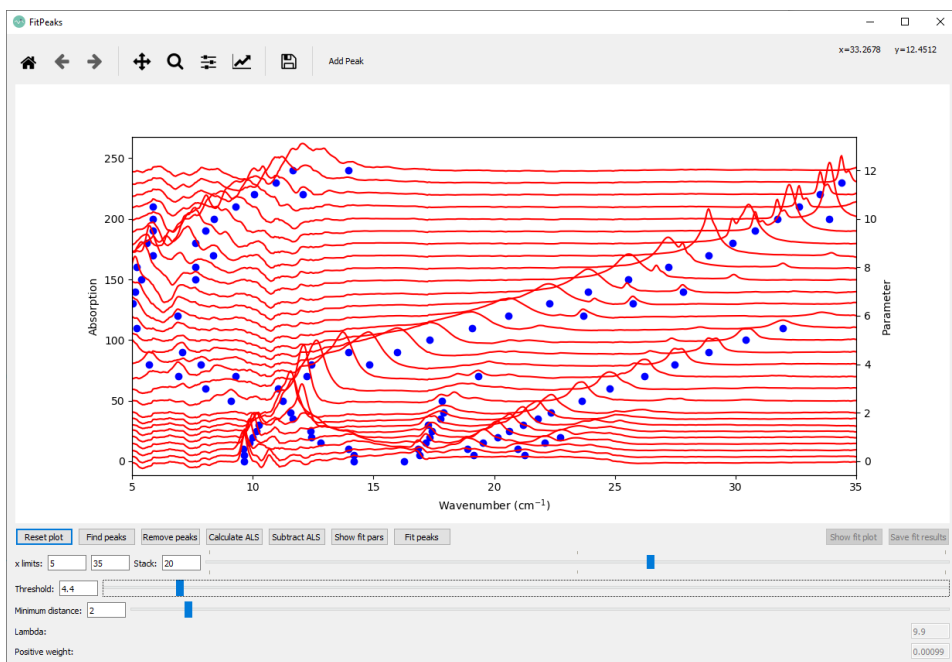 FitPeaks
x=33.2678 y=12.4512
Add Peak
250
200
150
100
50
0
Absorption
12
10
8
6
4
2
0
Parameter
5 10 15 20 25 30 35
Wavenumber (cm⁻¹)
Reset plot Find peaks Remove peaks Calculate ALS Subtract ALS Show fit pars Fit peaks Show fit plot Save fit results
x limits: 5 35 Stack: 20
Threshold: 4.4
Minimum distance: 2
Lambda: 9.9
Positive weight: 0.00099